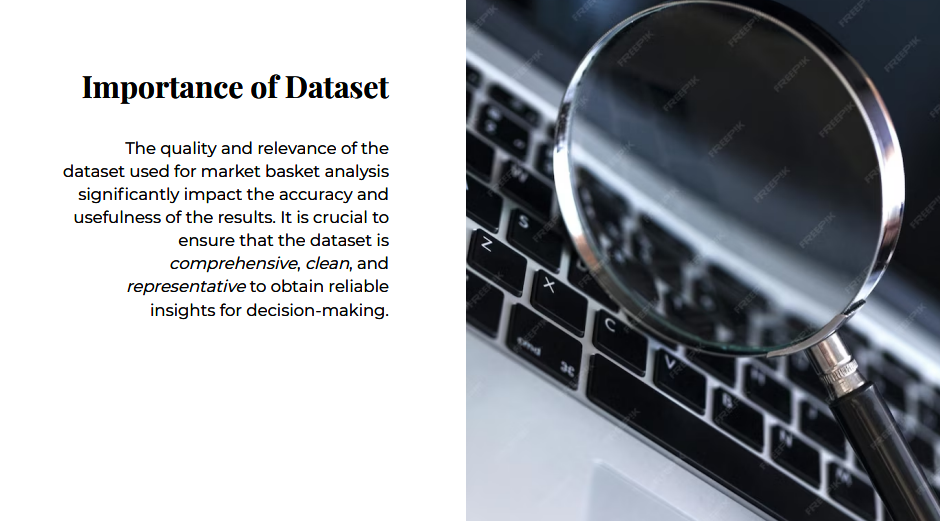 Importance of Dataset
The quality and relevance of the
dataset used for market basket analysis
significantly impact the accuracy and
usefulness of the results. It is crucial to
ensure that the dataset is
comprehensive, clean, and
representative to obtain reliable
insights for decision-making.
FREEPIK
W
S
Z
X
C
V
B
N
M
cmd
⌘